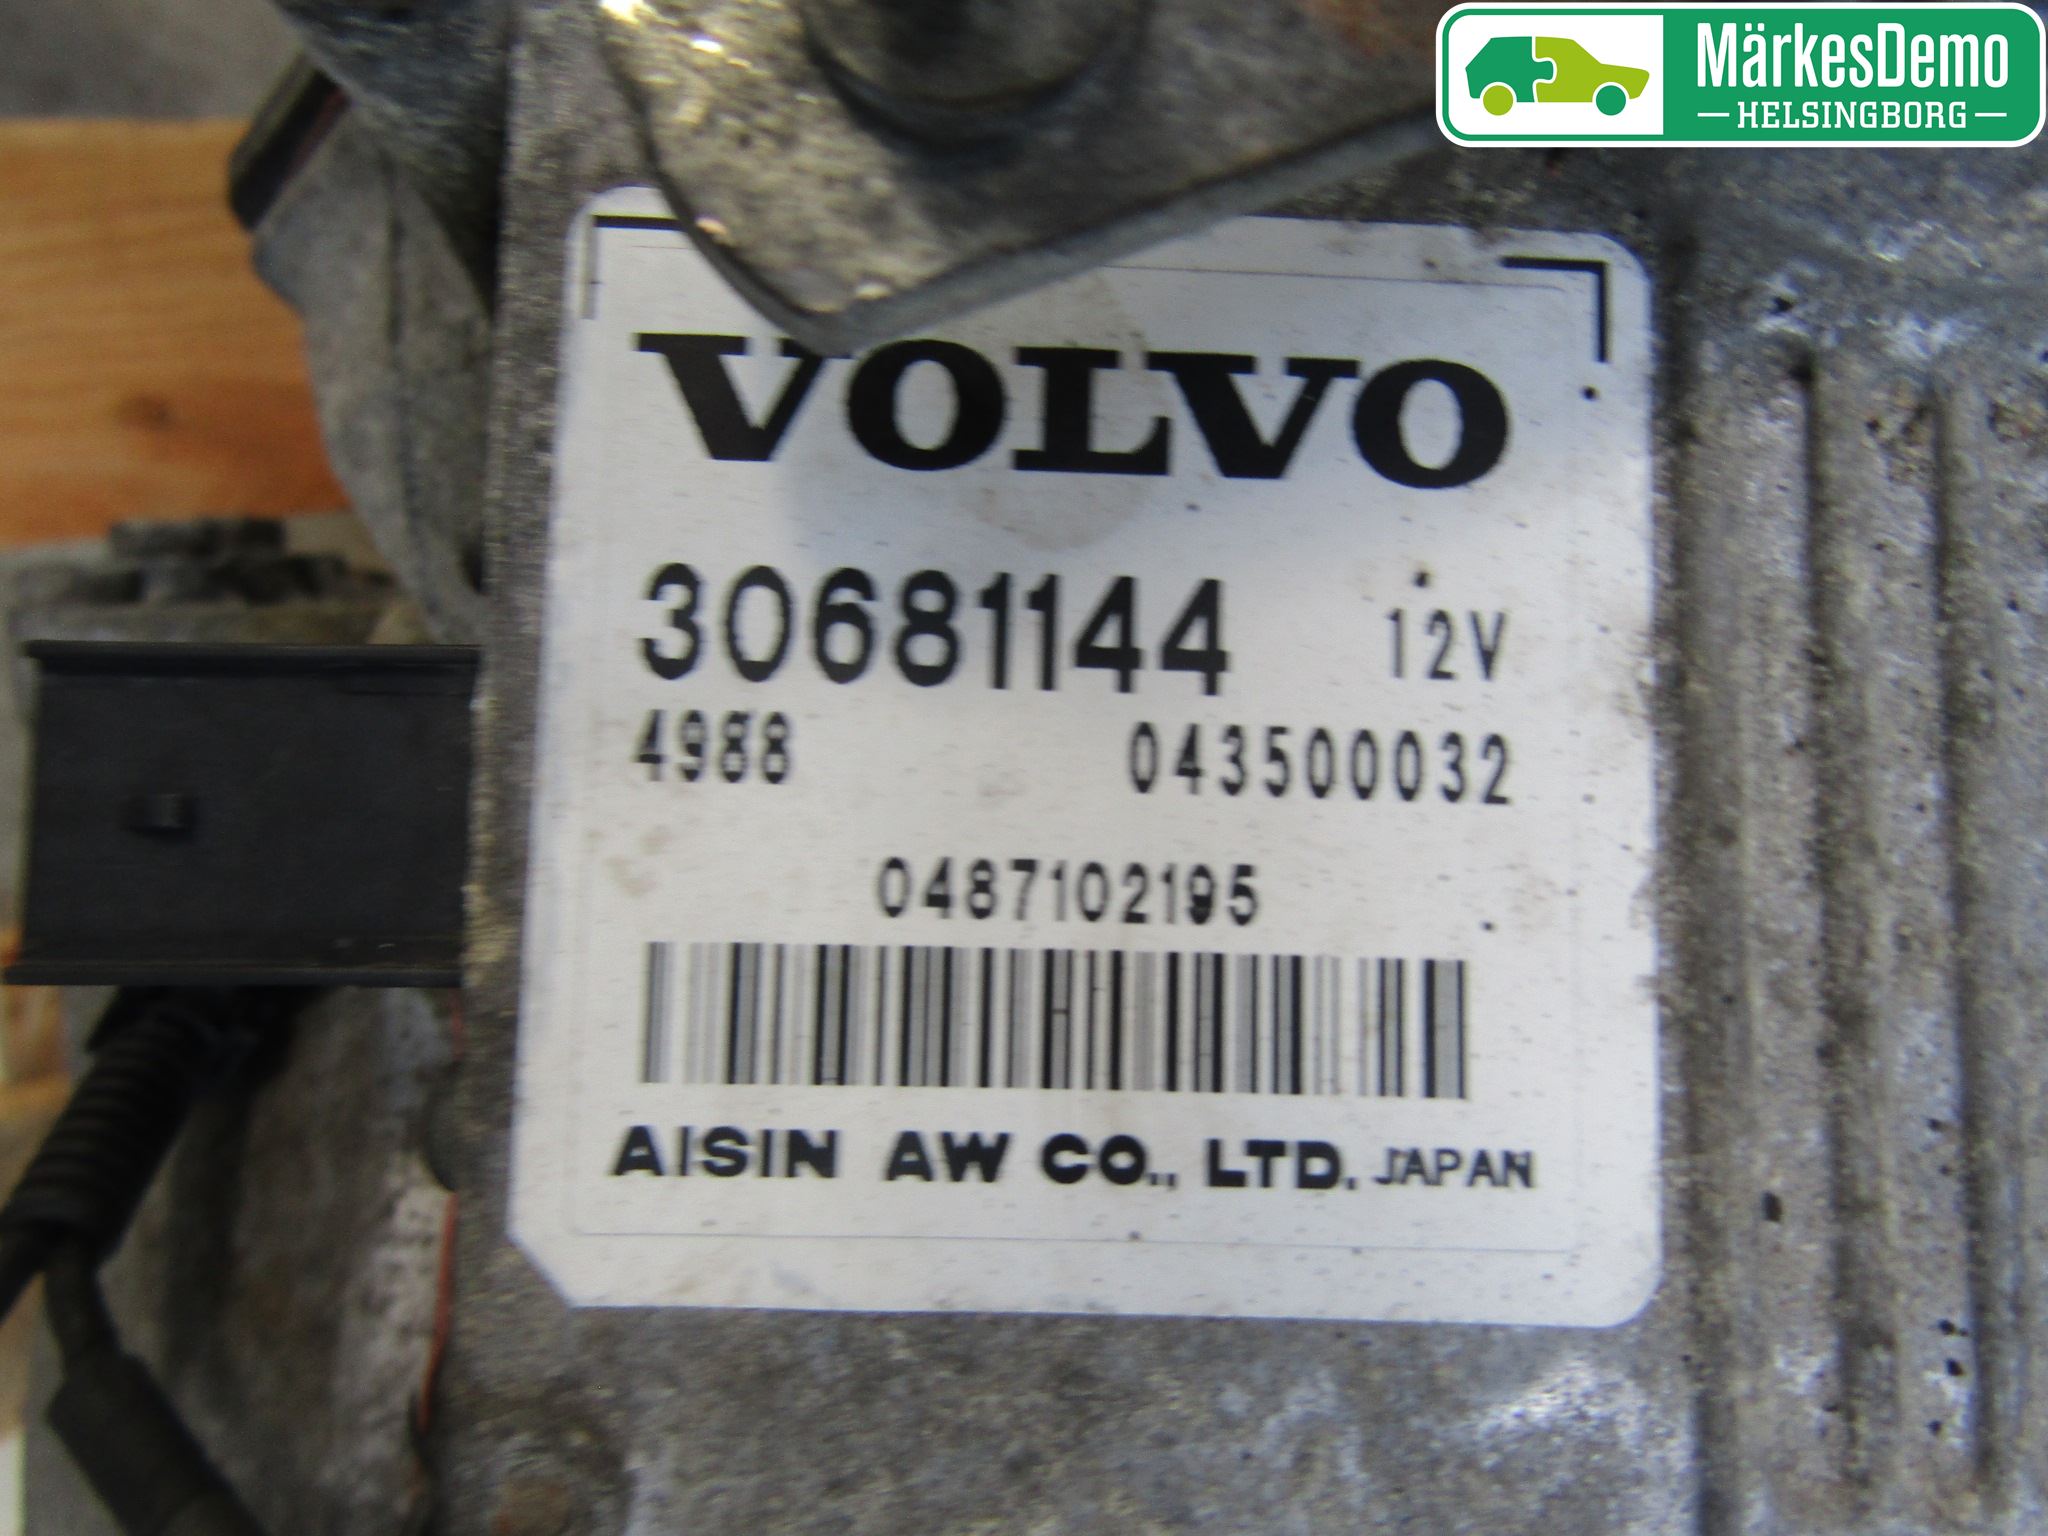 MärkesDemo
HELSINGBORG
VOLVO
30681144 12V
4988 043500032
0487102195
AISIN AW CO., LTD. JAPAN